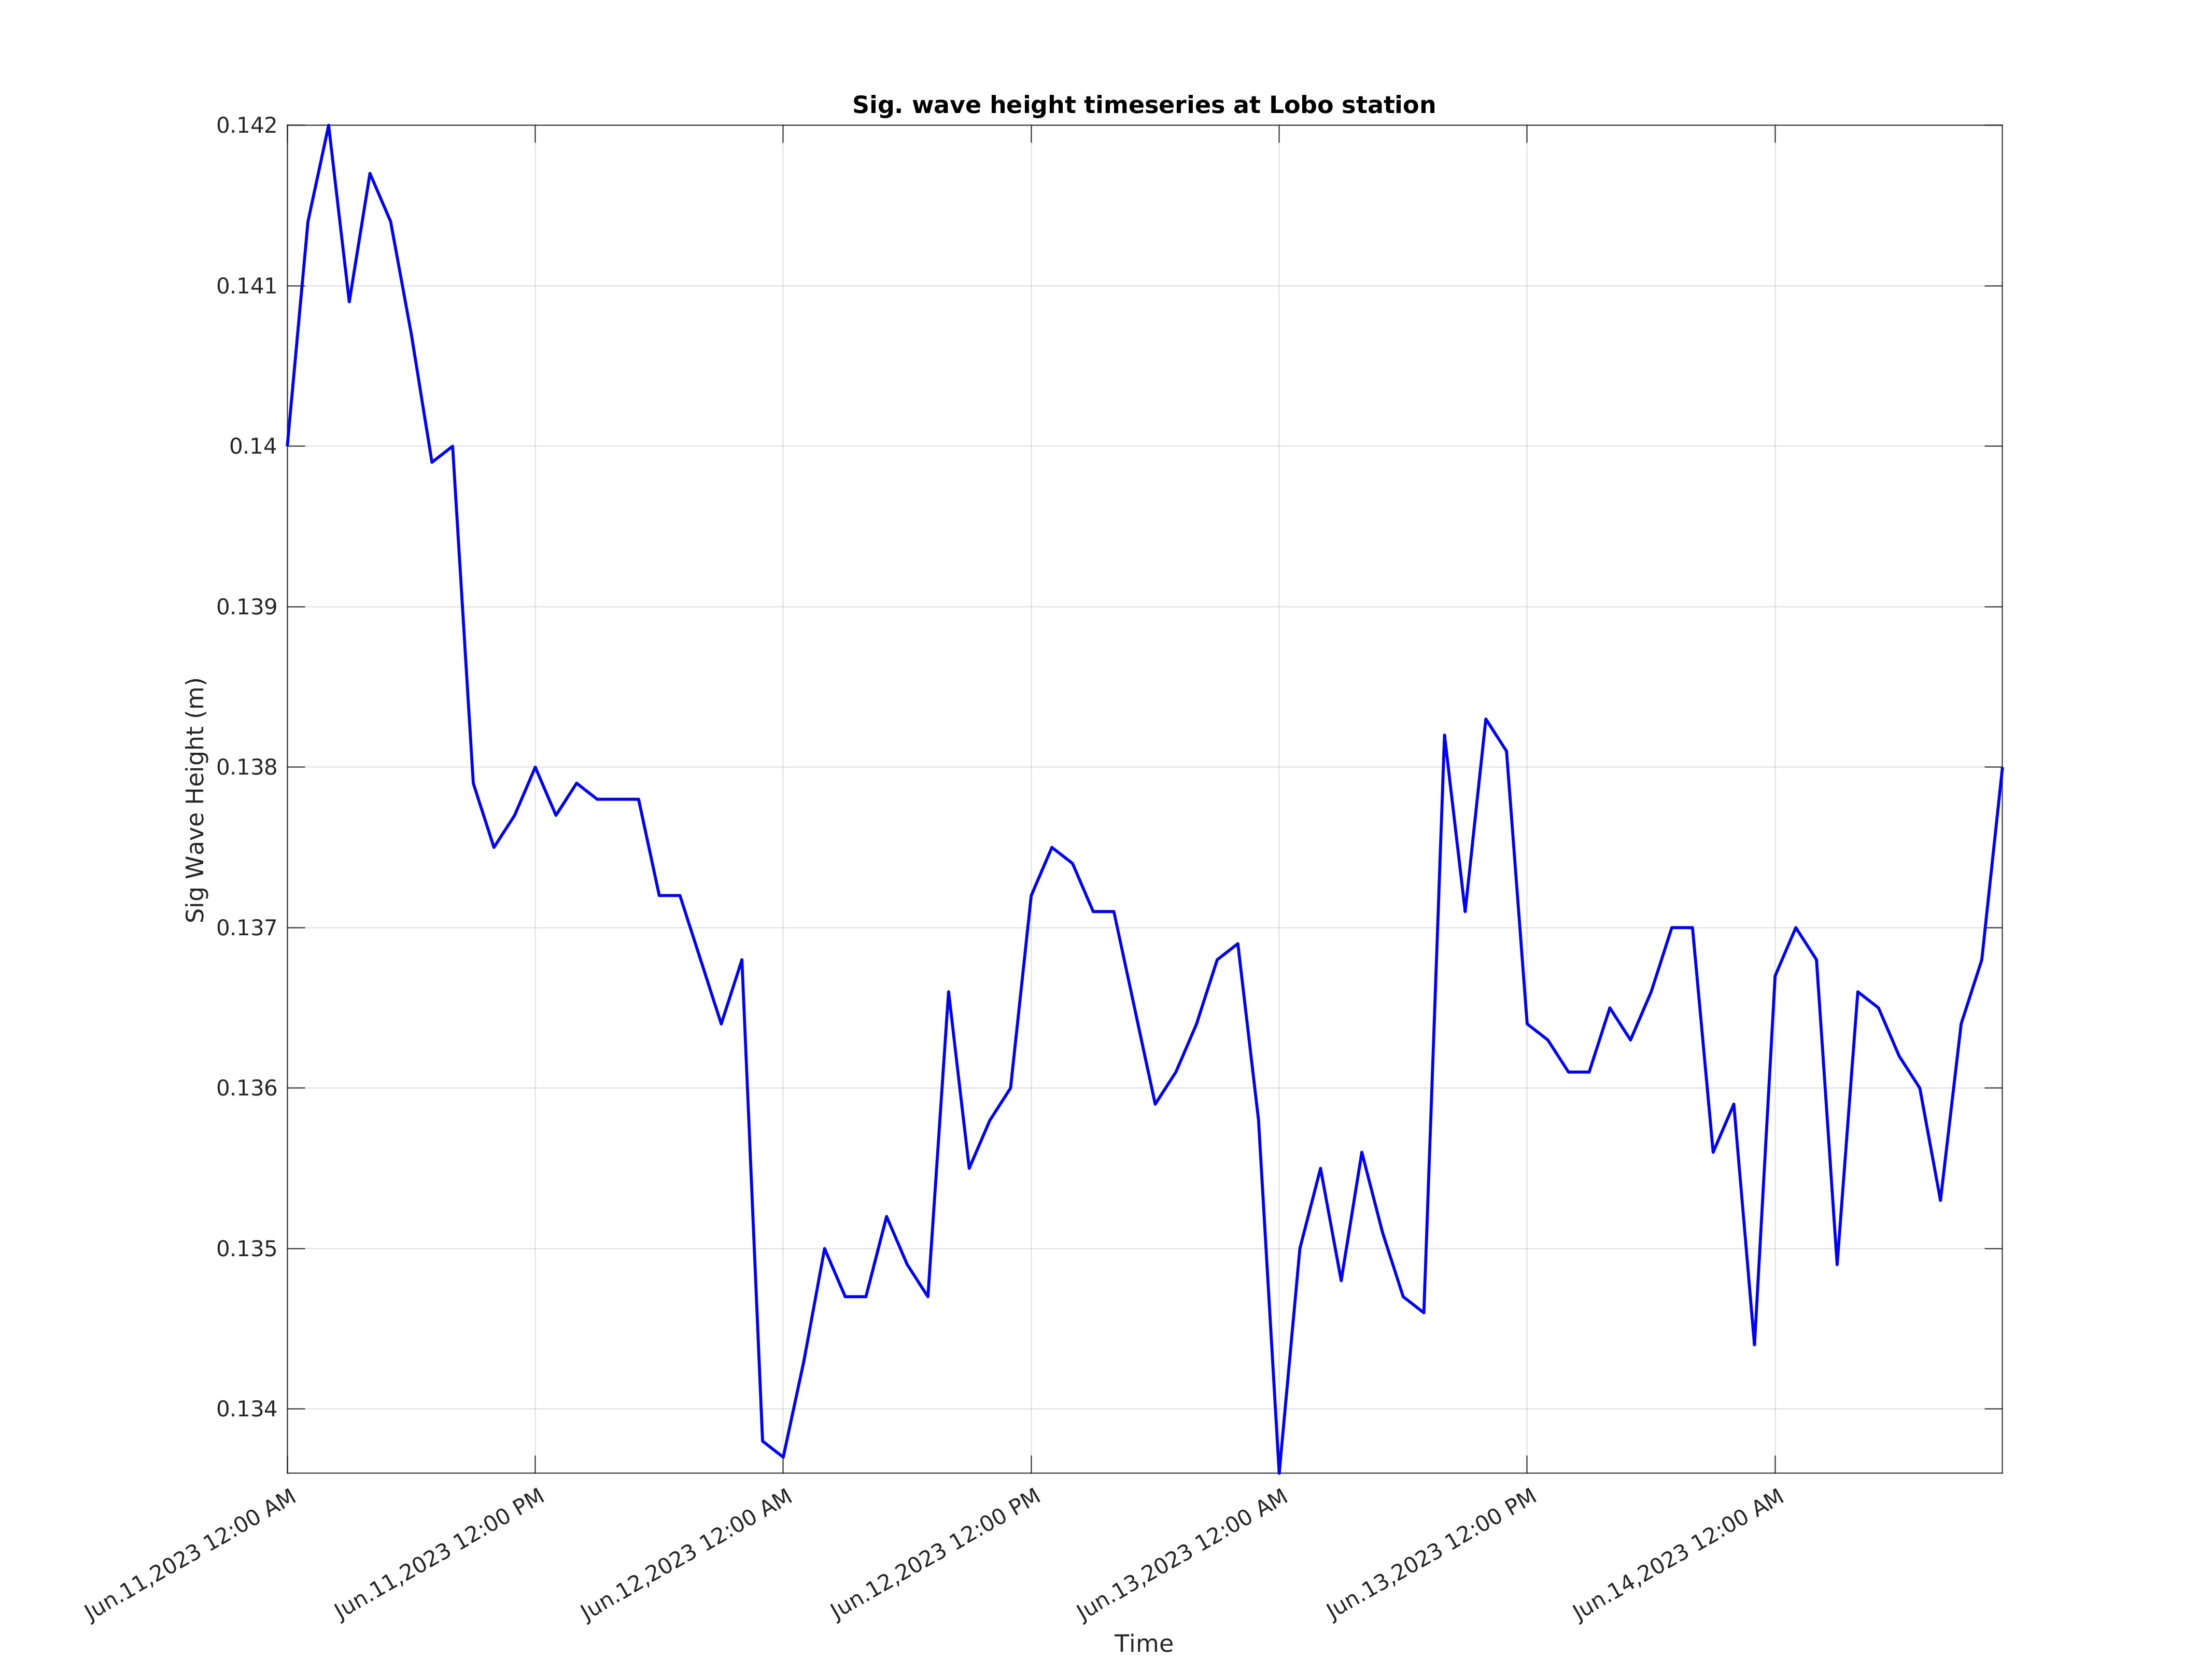 Sig. wave height timeseries at Lobo station
0.142
0.141
0.14
0.139
0.138
0.137
0.136
0.135
0.134
Sig Wave Height (m)
Jun.11,2023 12:00 AM
Jun.11,2023 12:00 PM
Jun.12,2023 12:00 AM
Jun.12,2023 12:00 PM
Jun.13,2023 12:00 AM
Jun.13,2023 12:00 PM
Jun.14,2023 12:00 AM
Time